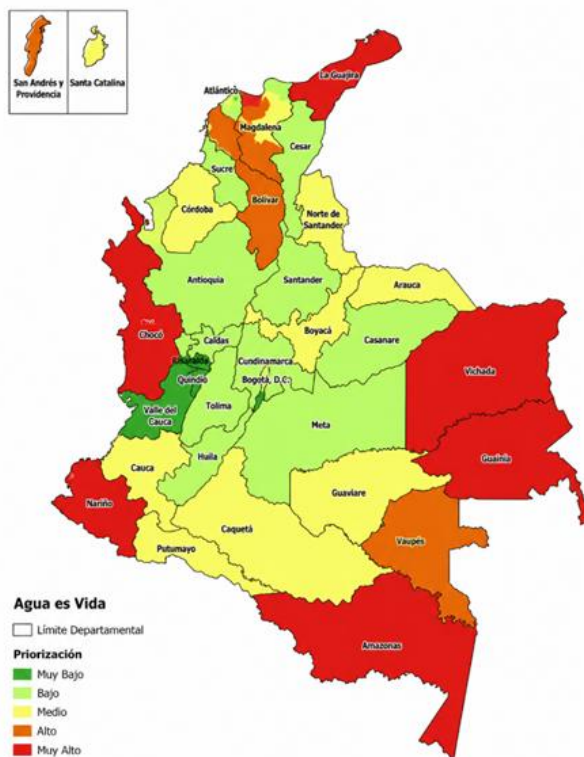 San Andrés y
Providencia
Santa Catalina
La Guajira
Atlántico
Magdalena
Cesar
Sucre
Bolívar
Córdoba
Norte de
Santander
Antioquia
Santander
Arauca
Chocó
Boyacá
Caldas
Casanare
Risaralda
Cundinamarca
Vichada
Quindío
Bogotá, D.C.
Valle del
Cauca
Tolima
Meta
Guainía
Huila
Cauca
Guaviare
Nariño
Caquetá
Vaupés
Putumayo
Amazonas
Agua es Vida
Límite Departamental
Priorización
Muy Bajo
Bajo
Medio
Alto
Muy Alto